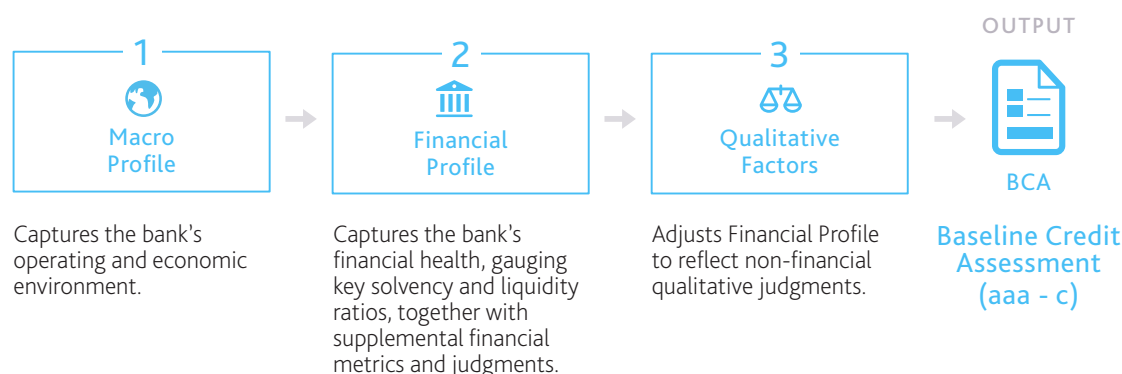 1
Macro
Profile
Captures the bank's
operating and economic
environment.
2
Financial
Profile
Captures the bank's
financial health, gauging
key solvency and liquidity
ratios, together with
supplemental financial
metrics and judgments.
3
Qualitative
Factors
Adjusts Financial Profile
to reflect non-financial
qualitative judgments.
OUTPUT
BCA
Baseline Credit
Assessment
(aaa - c)